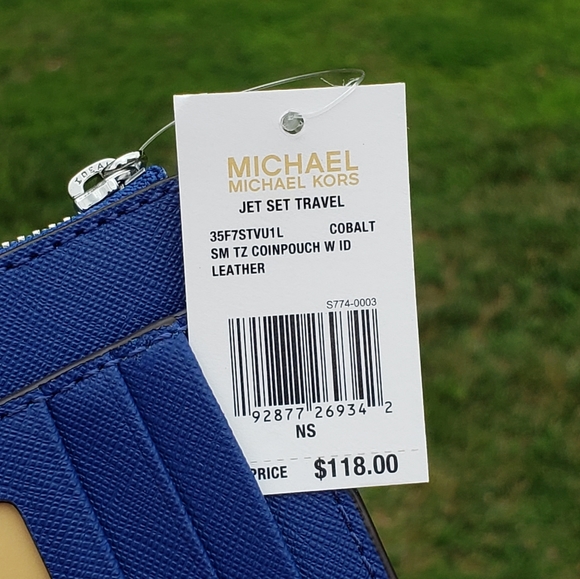 MICHAEL
MICHAEL KORS
JET SET TRAVEL
35F7STVU1L COBALT
SM TZ COINPOUCH W ID
LEATHER
S774-0003
92877 26934 2
NS
PRICE $118.00